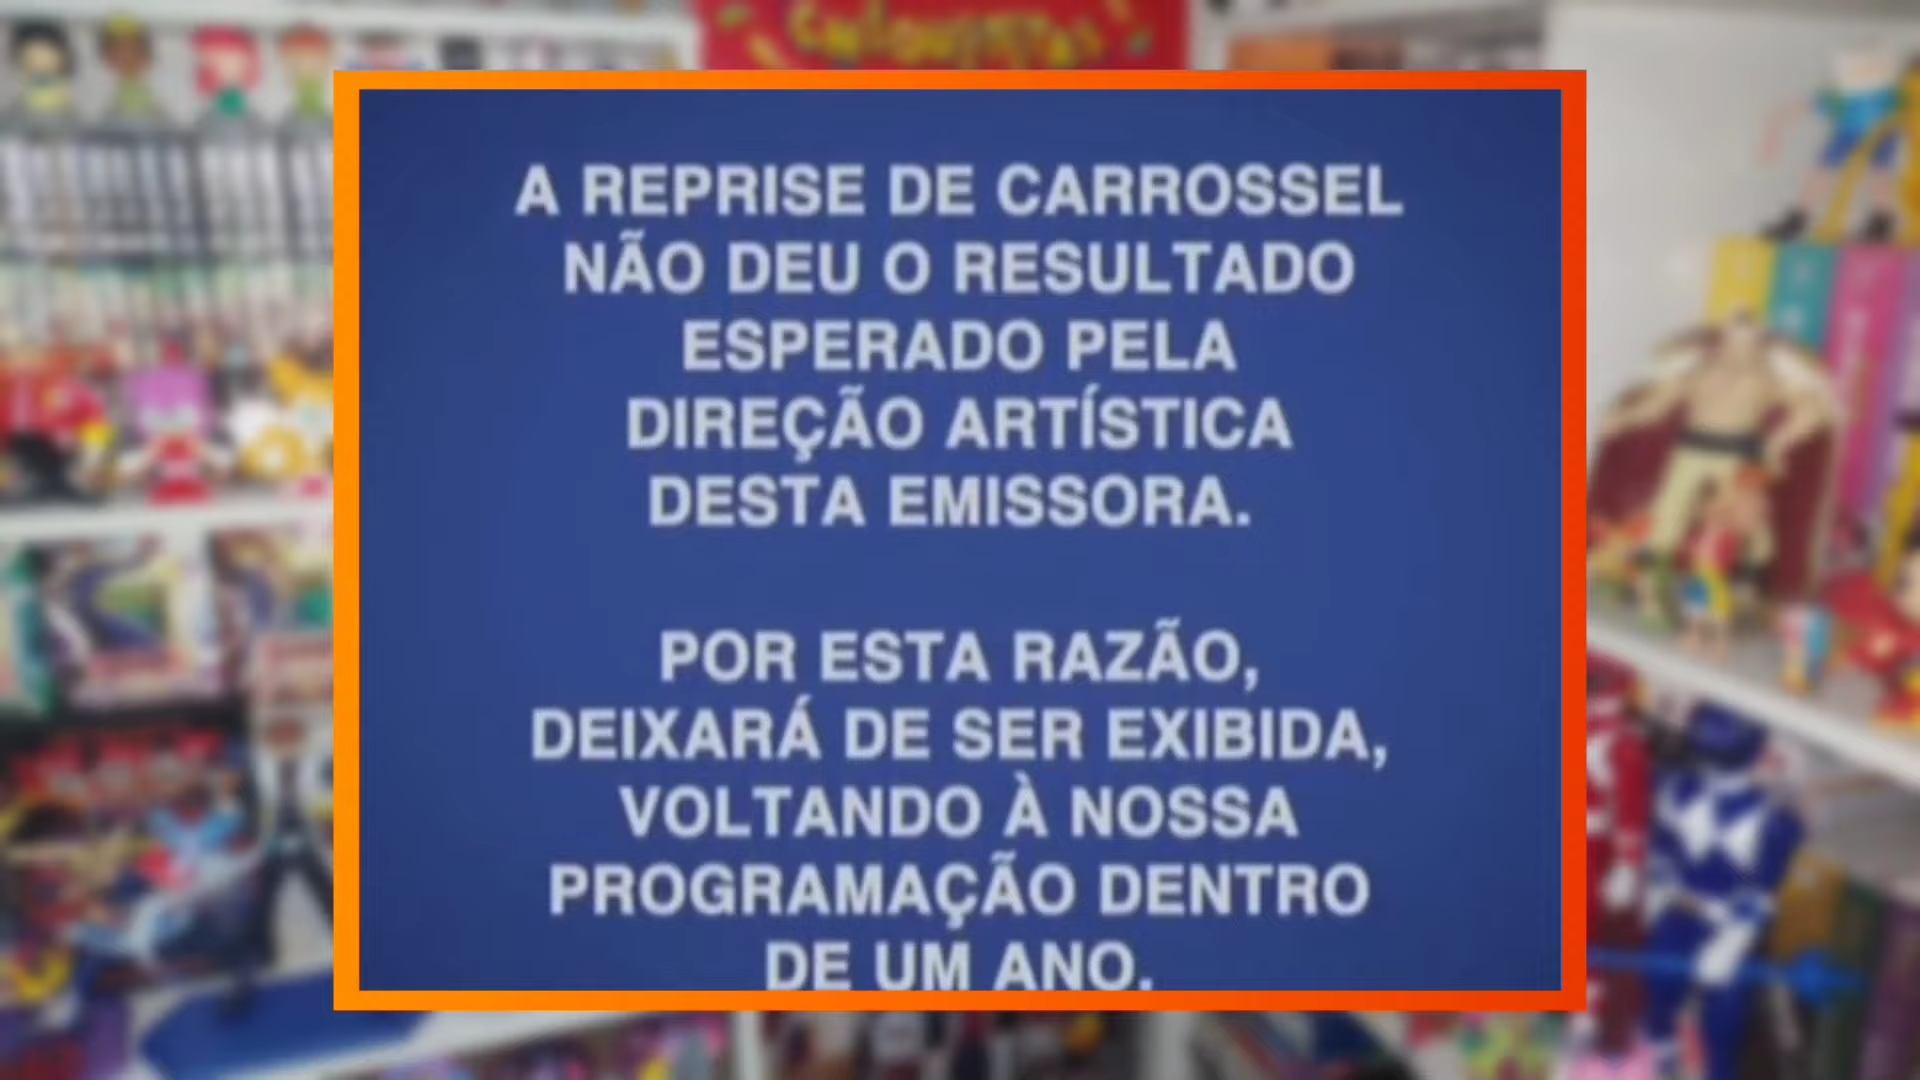 A REPRISE DE CARROSSEL
NÃO DEU O RESULTADO
ESPERADO PELA
DIREÇÃO ARTÍSTICA
DESTA EMISSORA.
POR ESTA RAZÃO,
DEIXARÁ DE SER EXIBIDA,
VOLTANDO À NOSSA
PROGRAMAÇÃO DENTRO
DE UM ANO.